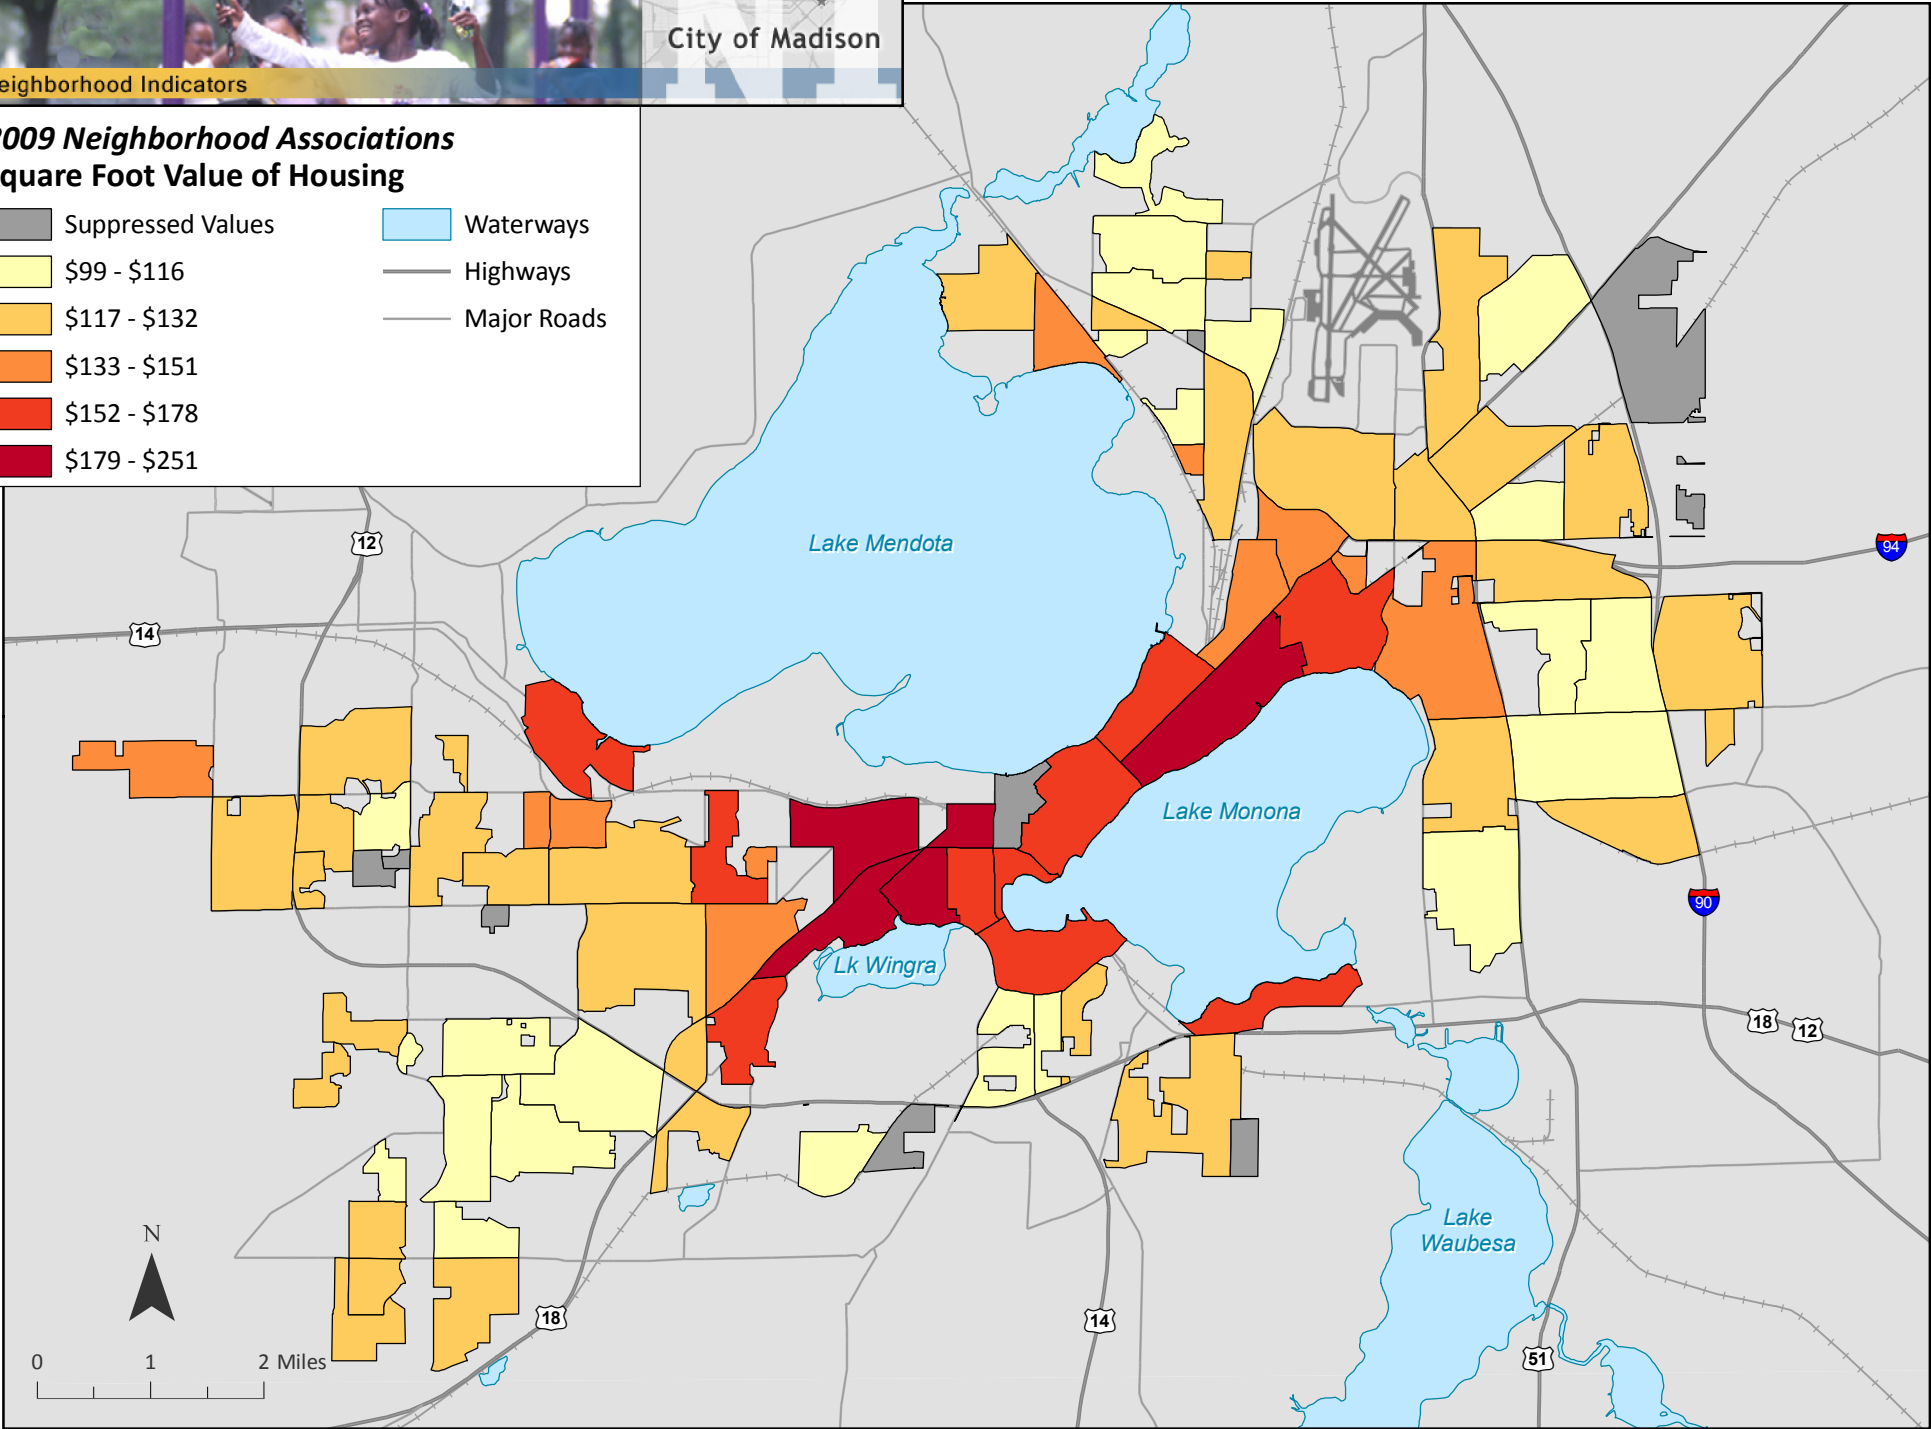 City of Madison
eighborhood Indicators
2009 Neighborhood Associations
quare Foot Value of Housing
Suppressed Values
Waterways
$99 - $116
Highways
$117 - $132
Major Roads
$133 - $151
$152 - $178
$179 - $251
12
Lake Mendota
94
14
Lake Monona
90
Lk Wingra
18
12
Lake
Waubesa
N
18
14
0 1 2 Miles
51